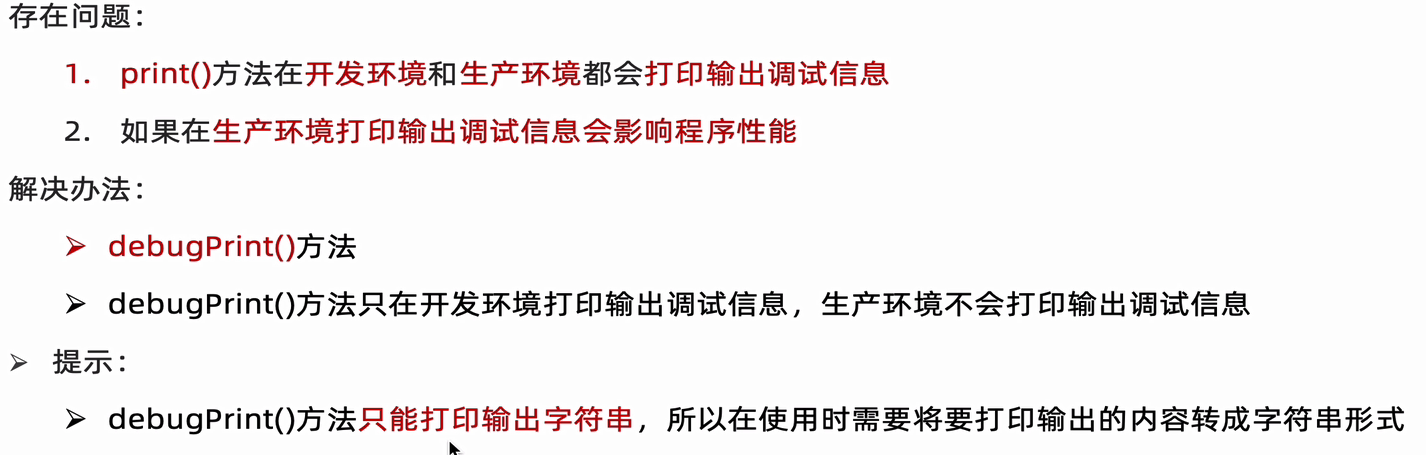 存在问题：
1. print()方法在开发环境和生产环境都会打印输出调试信息
2. 如果在生产环境打印输出调试信息会影响程序性能
解决办法：
➢ debugPrint()方法
➢ debugPrint()方法只在开发环境打印输出调试信息，生产环境不会打印输出调试信息
➢ 提示：
➢ debugPrint()方法只能打印输出字符串，所以在使用时需要将要打印输出的内容转成字符串形式